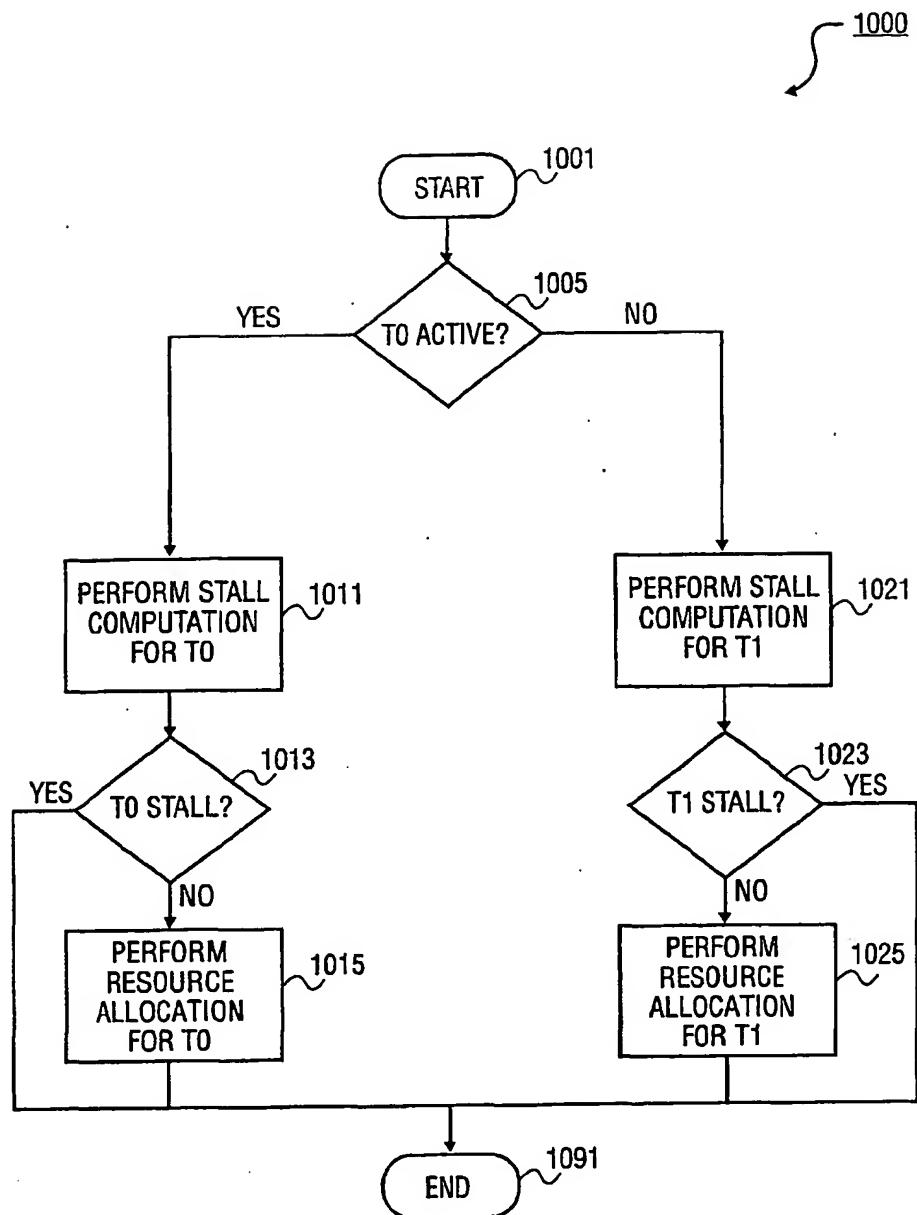 1000
START
1001
1005
YES
T0 ACTIVE?
NO
PERFORM STALL
COMPUTATION
FOR T0
1011
PERFORM STALL
COMPUTATION
FOR T1
1021
1013
YES
T0 STALL?
NO
1023
YES
T1 STALL?
NO
PERFORM
RESOURCE
ALLOCATION
FOR T0
1015
PERFORM
RESOURCE
ALLOCATION
FOR T1
1025
1091
END